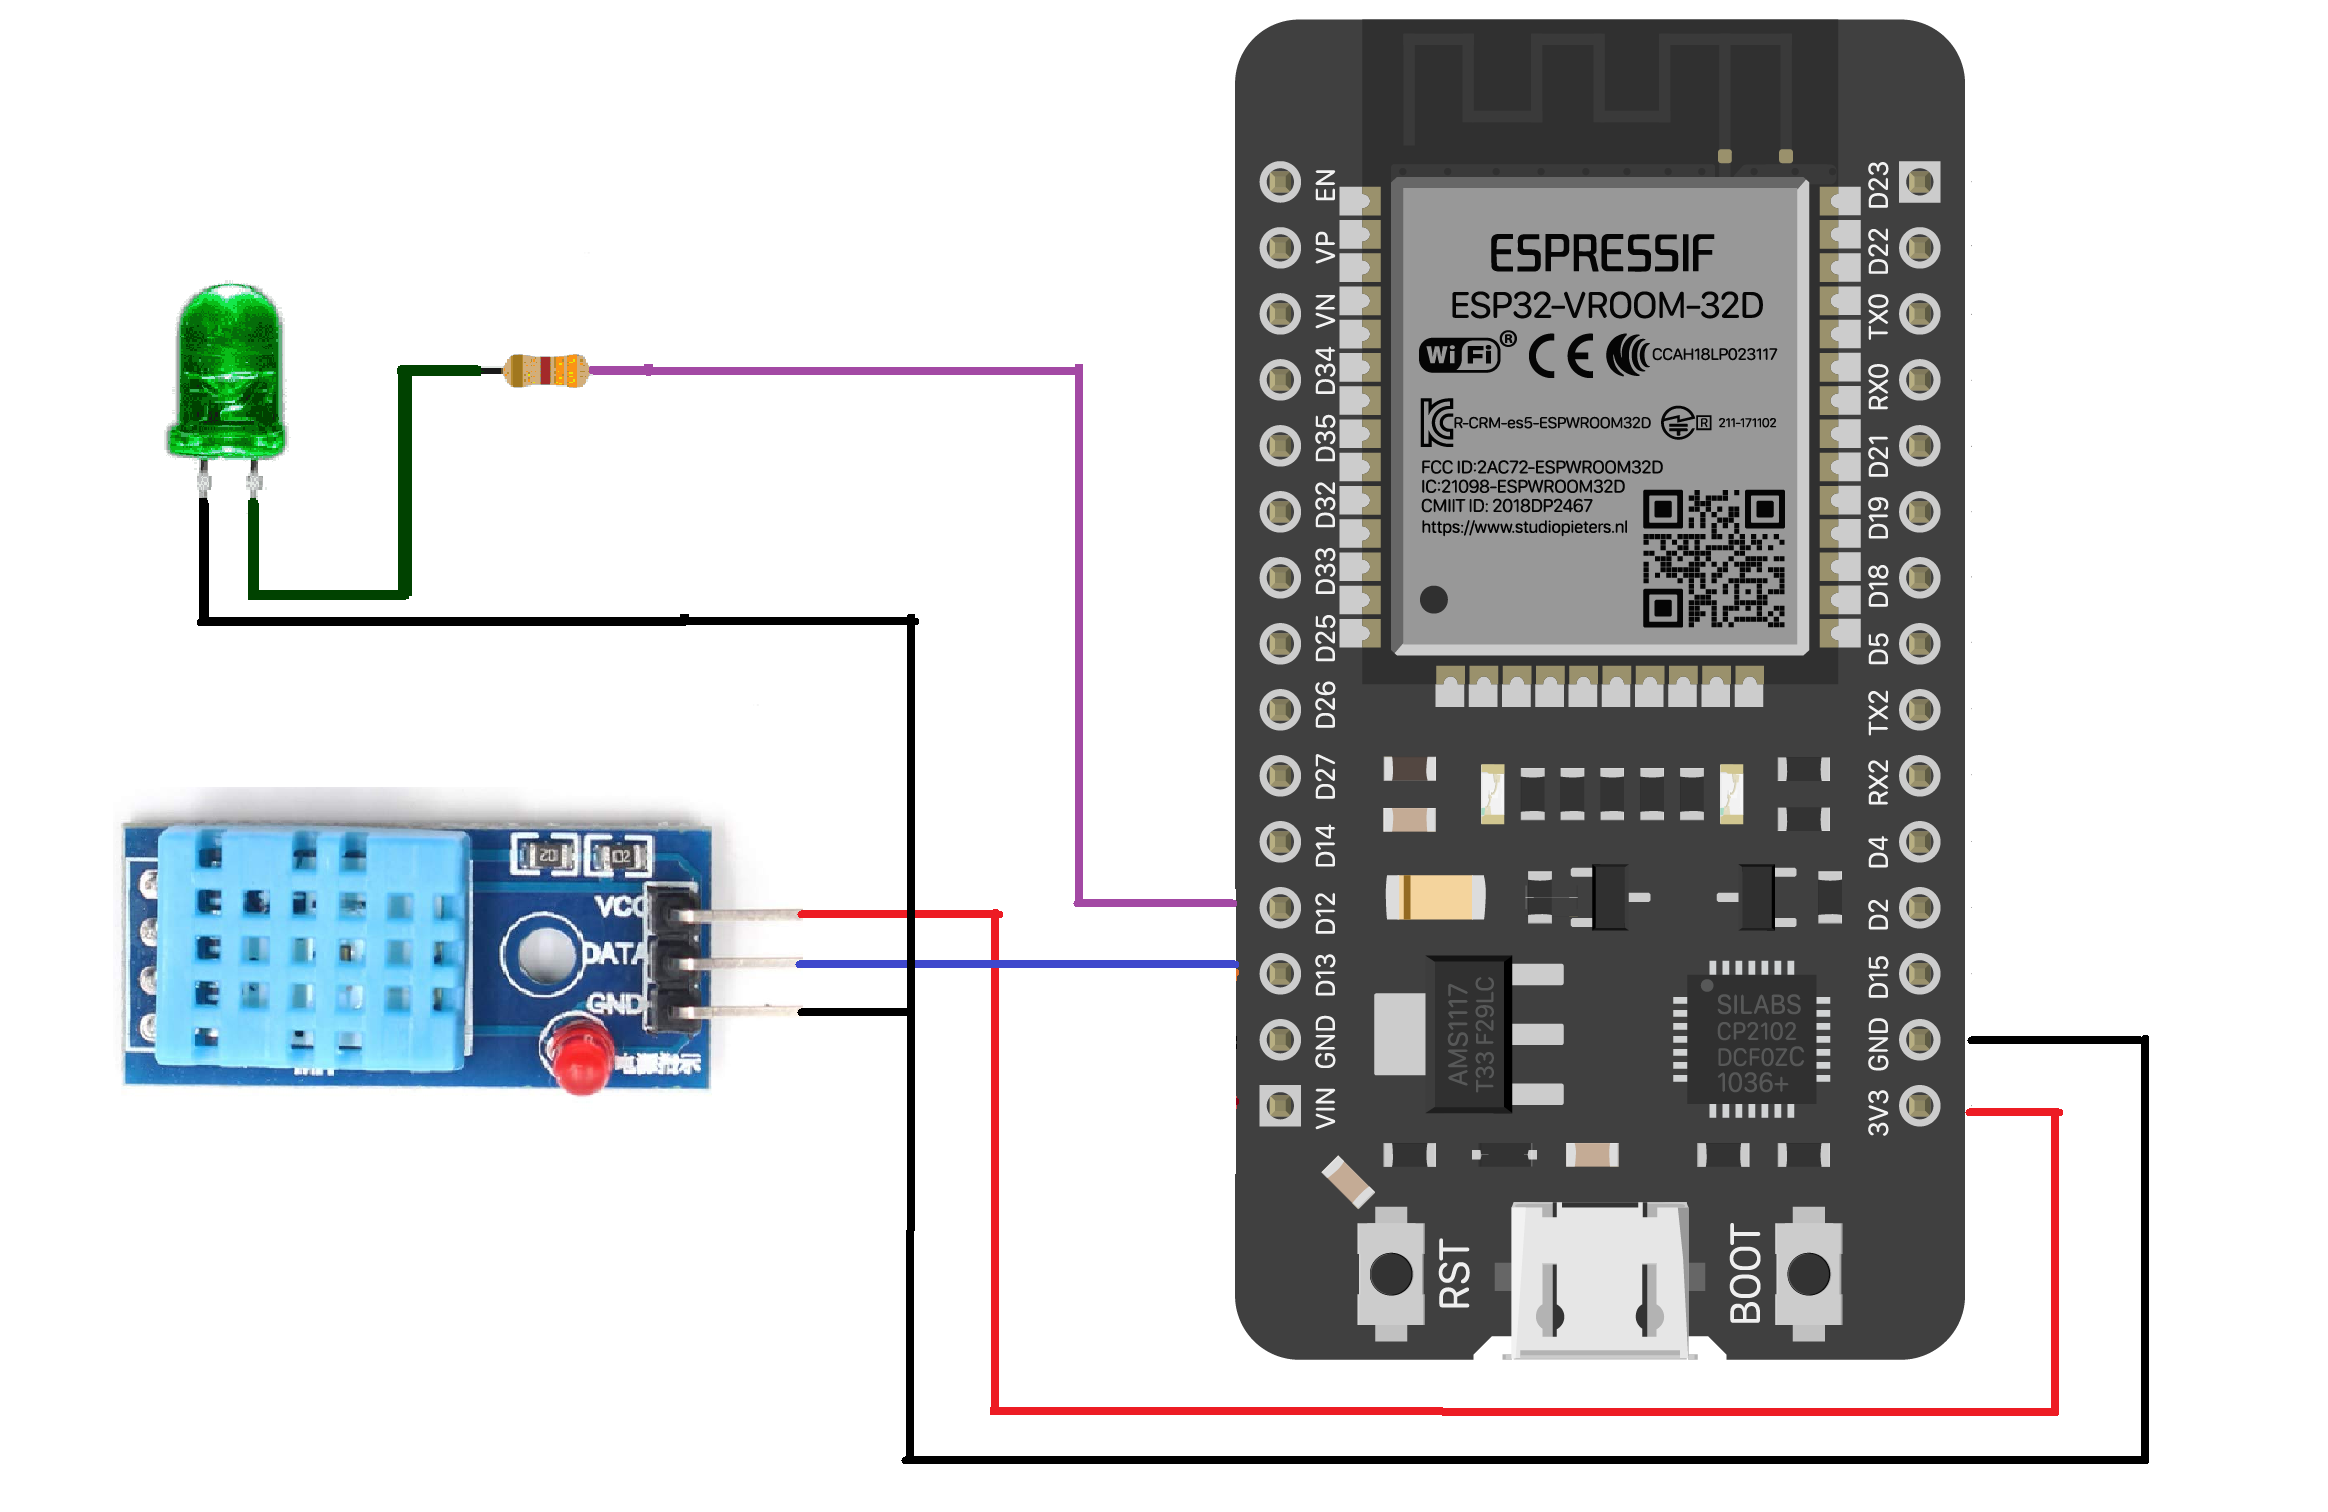 EN
VP
VN
D34
D35
D32
D33
D25
D26
D27
D14
D12
D13
GND
VIN
ESPRESSIF
ESP32-VROOM-32D
WiFi®
CE
CCAH18LP023117
R-CRM-es5-ESPWROOM32D
R 211-171102
FCC ID:2AC72-ESPWROOM32D
IC:21098-ESPWROOM32D
CMIIT ID: 2018DP2467
https://www.studiopieters.nl
D23
D22
TX0
RX0
D21
D19
D18
D5
TX2
RX2
D4
D2
D15
GND
3V3
AMS1117
T33 F29LC
SILABS
CP2102
DCF0ZC
1036+
RST
BOOT
VCC
DATA
GND